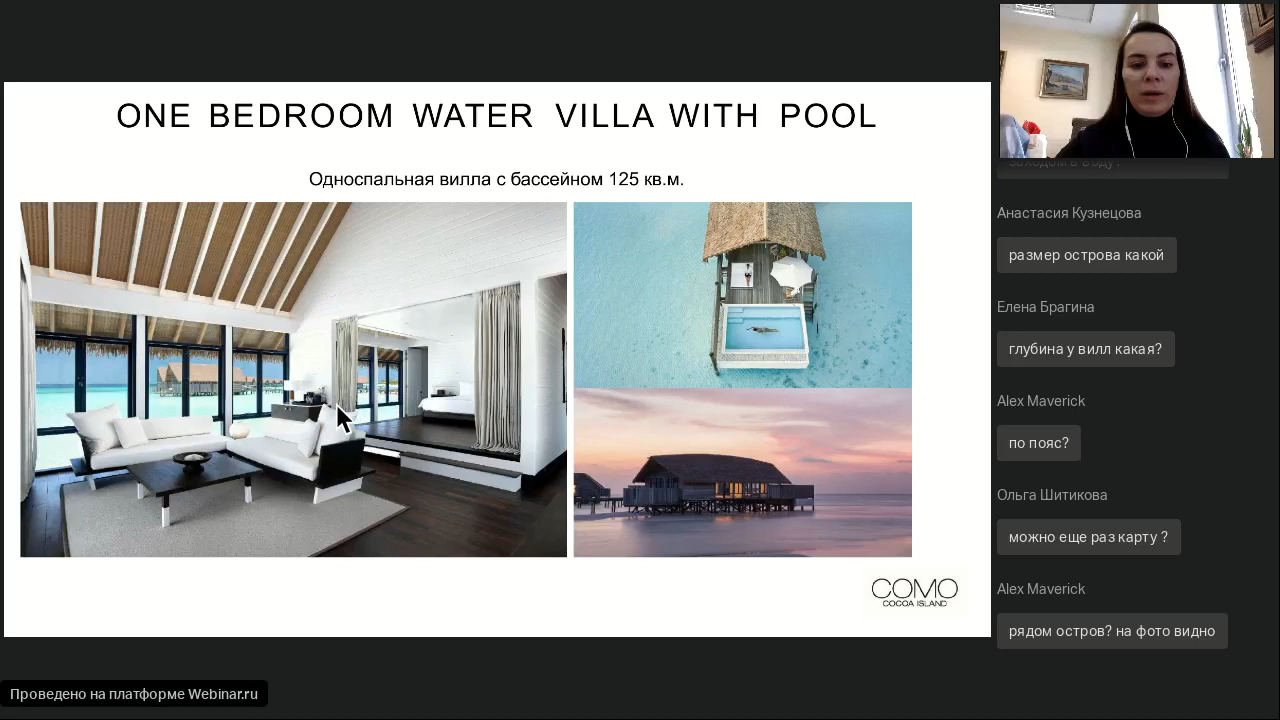 ONE BEDROOM WATER VILLA WITH POOL
Односпальная вилла с бассейном 125 кв.м.
COMO
COCOA ISLAND
заходом в воду?
Анастасия Кузнецова
размер острова какой
Елена Брагина
глубина у вилл какая?
Alex Maverick
по пояс?
Ольга Шитикова
можно еще раз карту ?
Alex Maverick
рядом остров? на фото видно
Проведено на платформе Webinar.ru